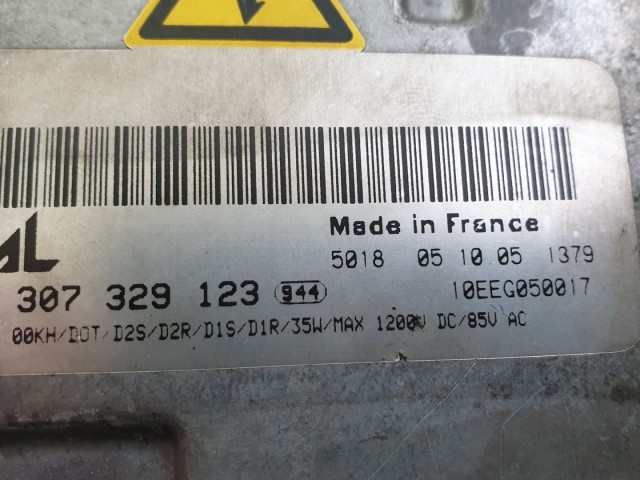 AL
Made in France
5018 05 10 05 1379
307 329 123 944
10EEG050017
00KH/DOT/D2S/D2R/D1S/D1R/35W/MAX 1200V DC/85V AC